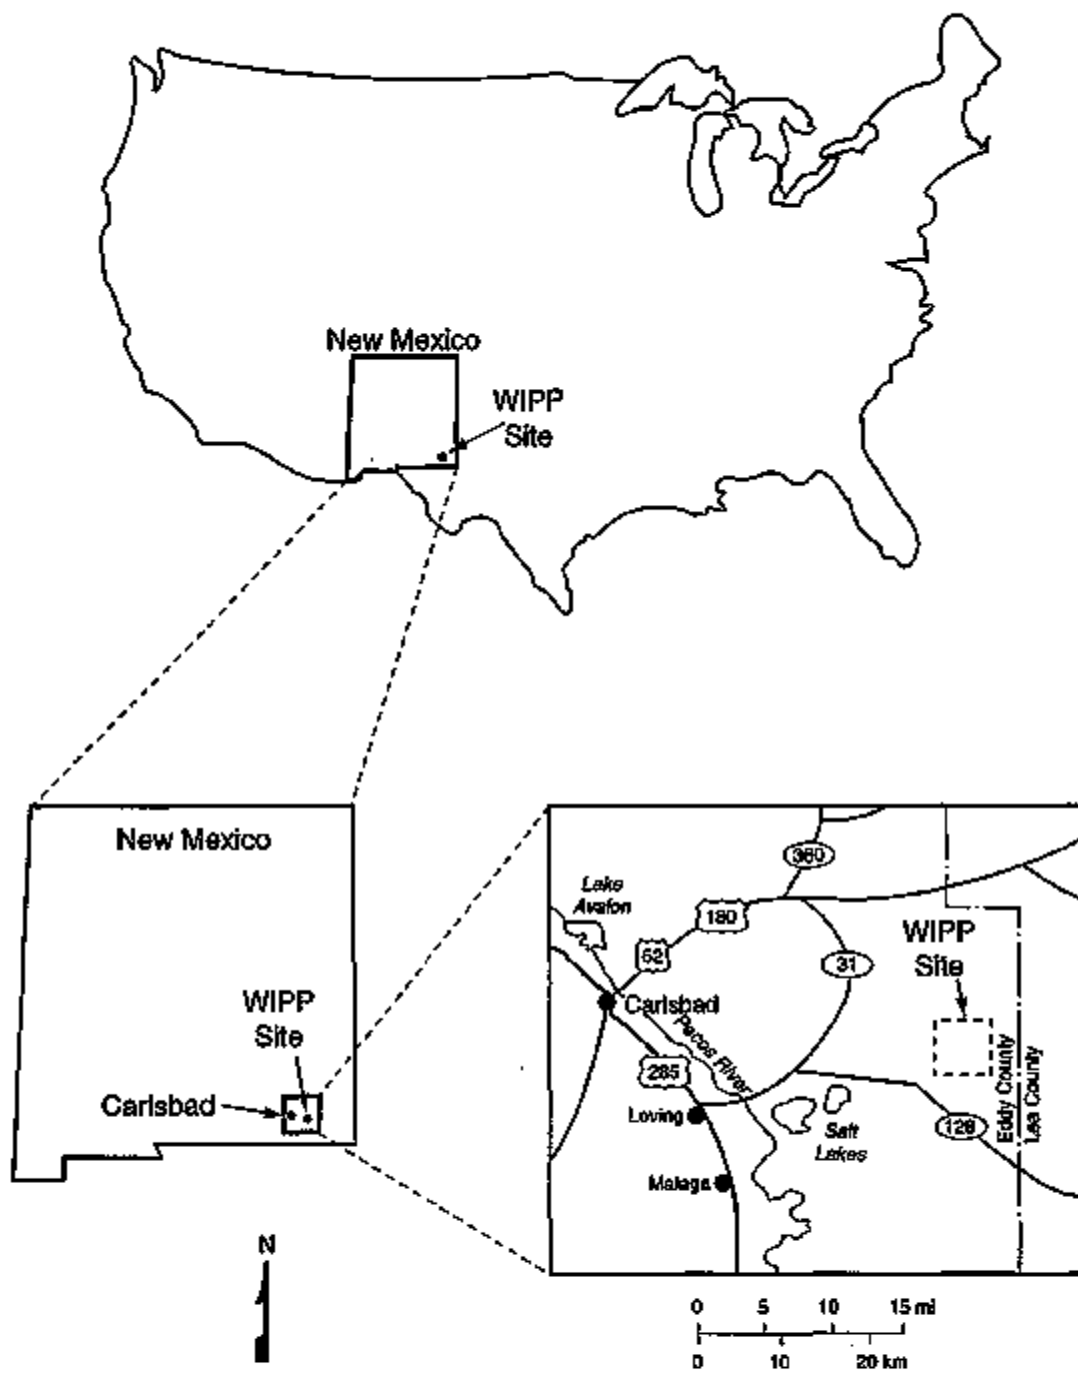 New Mexico
WIPP
Site
New Mexico
WIPP
Site
Carlsbad
N
360
Lake
Avalon
180
62
31
WIPP
Site
Carlsbad
Pecos River
285
Loving
Salt
Lakes
Malaga
128
Eddy County
Lea County
0 5 10 15 mi
0 10 20 km